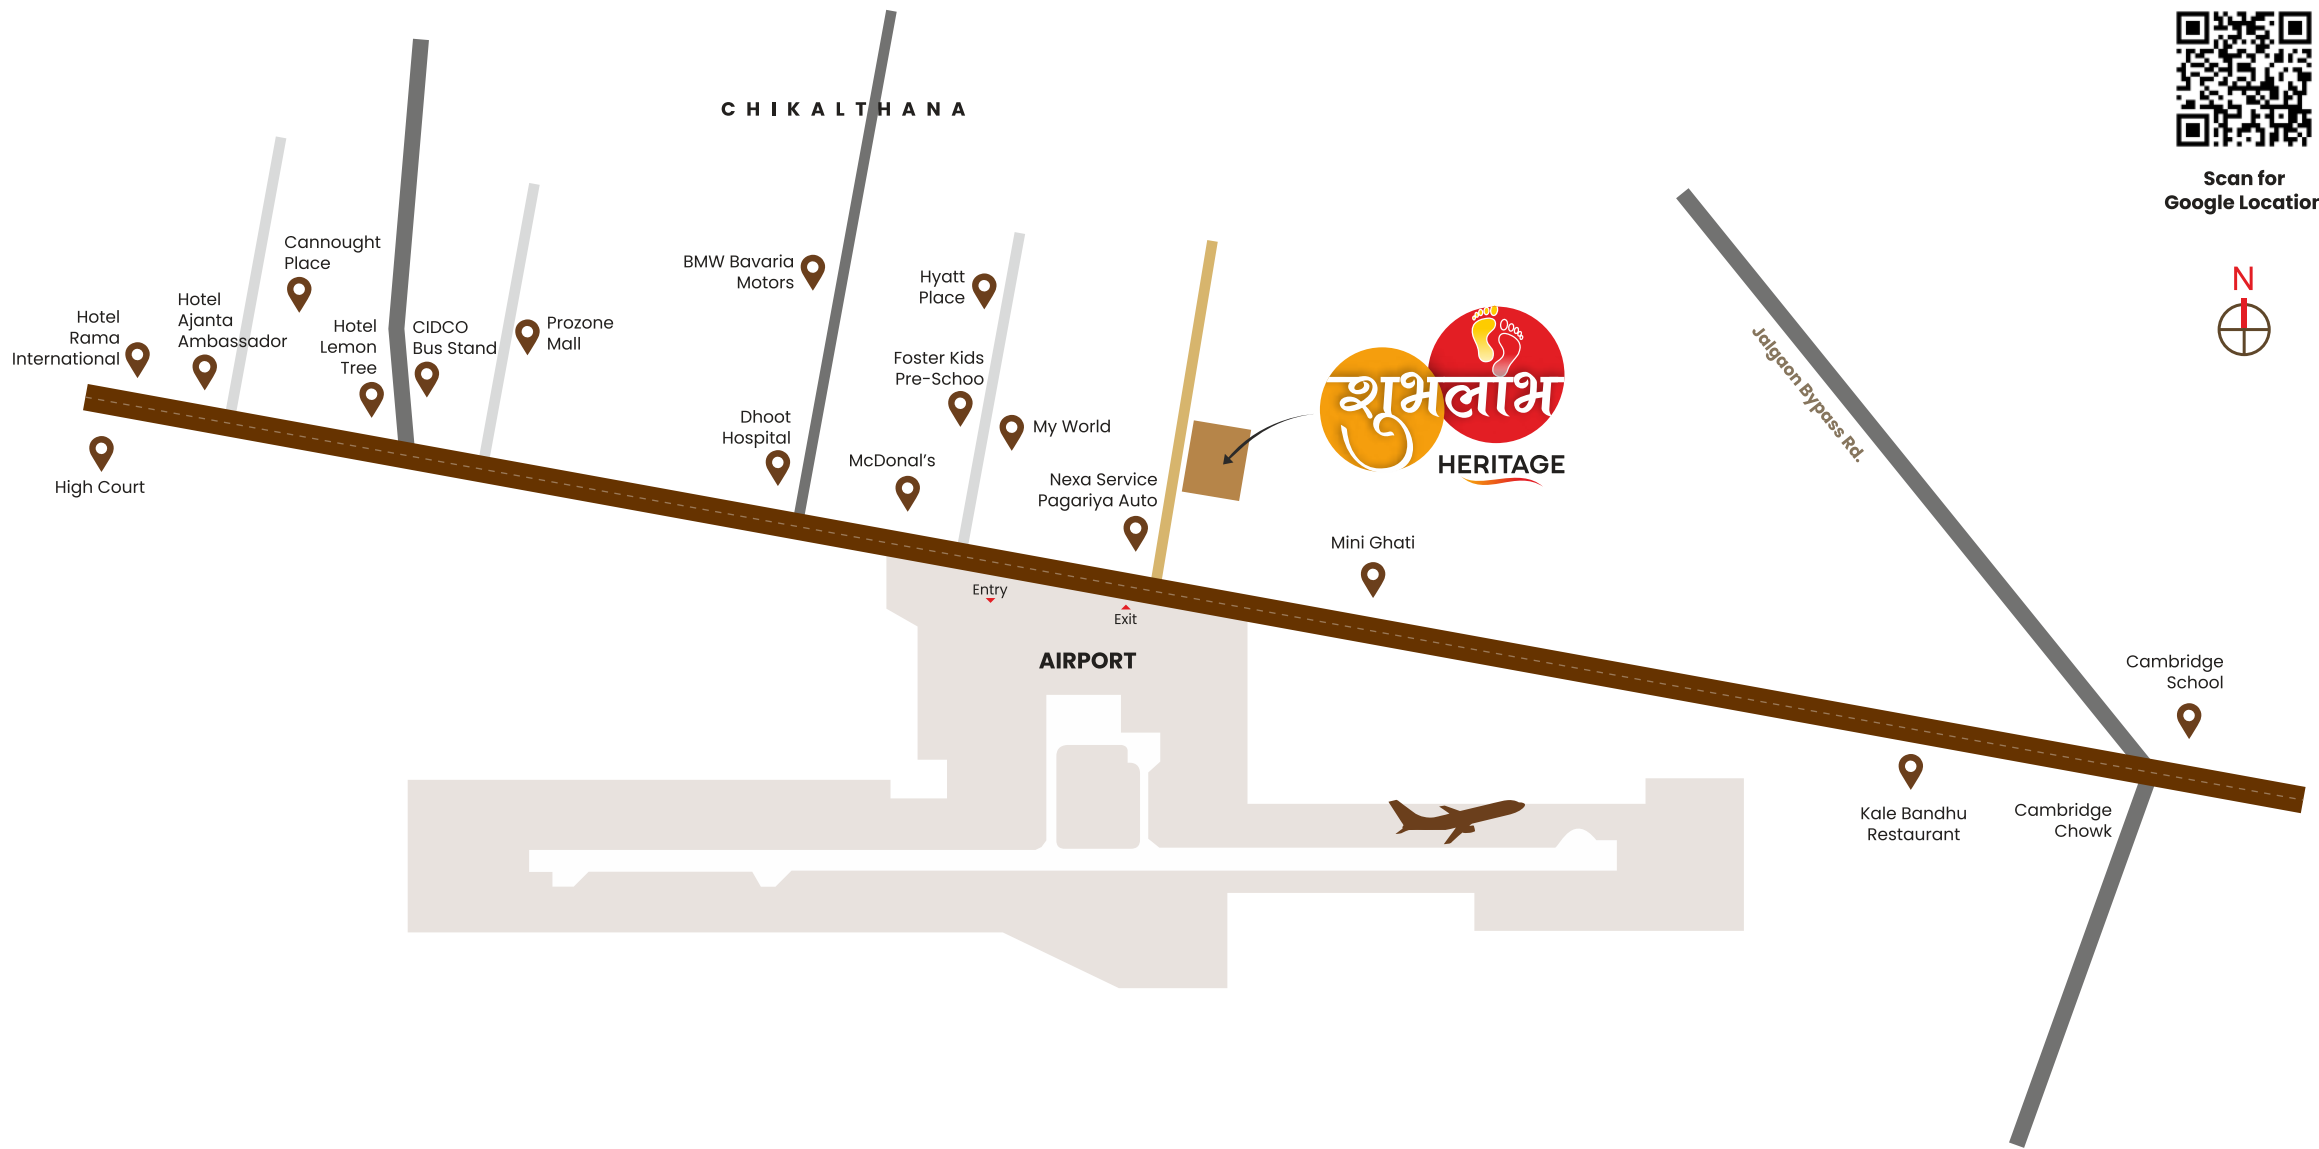 CHIKALTHANA
Scan for
Google Location
N
Cannought
Place
Hotel
Ajanta
Ambassador
Hotel
Rama
International
Hotel
Lemon
Tree
CIDCO
Bus Stand
Prozone
Mall
BMW Bavaria
Motors
Hyatt
Place
Foster Kids
Pre-Schoo
My World
Dhoot
Hospital
McDonal's
Nexa Service
Pagariya Auto
शुभलाभ
HERITAGE
Jalgaon Bypass Rd.
High Court
Mini Ghati
Entry
Exit
AIRPORT
Cambridge
School
Kale Bandhu
Restaurant
Cambridge
Chowk